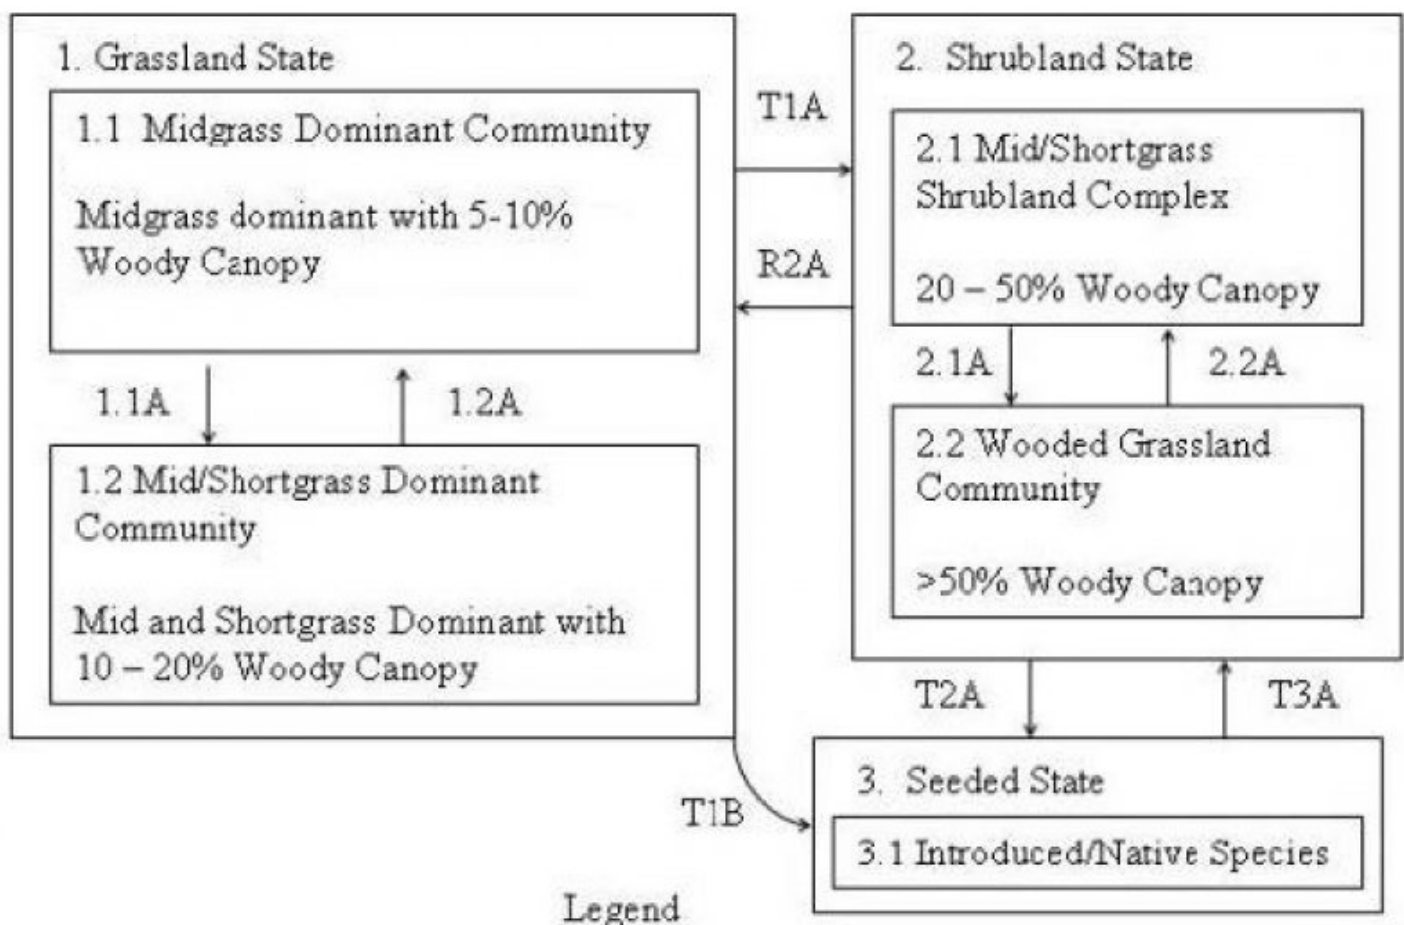 1. Grassland State
1.1 Midgrass Dominant Community
Midgrass dominant with 5-10%
Woody Canopy
1.1A
1.2A
1.2 Mid/Shortgrass Dominant
Community
Mid and Shortgrass Dominant with
10 – 20% Woody Canopy
T1A
R2A
2. Shrubland State
2.1 Mid/Shortgrass
Shrubland Complex
20 – 50% Woody Canopy
2.1A
2.2A
2.2 Wooded Grassland
Community
>50% Woody Canopy
T2A
T3A
T1B
3. Seeded State
3.1 Introduced/Native Species
Legend